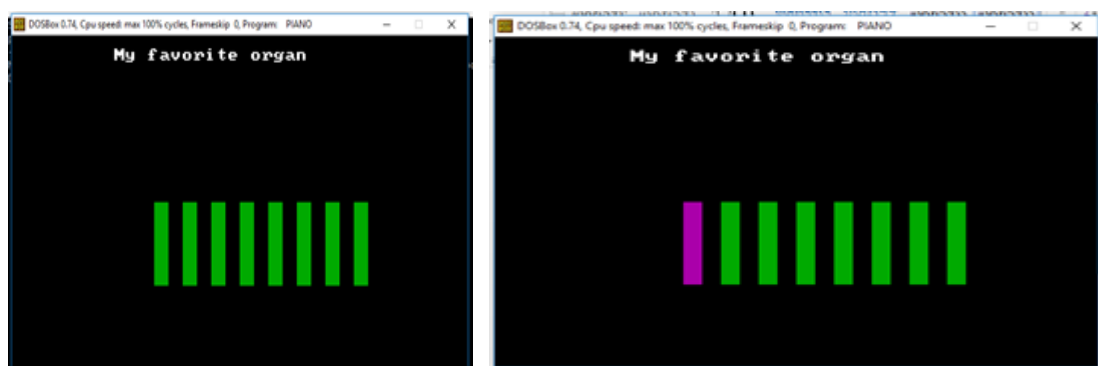 DOSBox 0.74, Cpu speed: max 100% cycles, Frameskip 0, Program: PIANO
My favorite organ
DOSBox 0.74, Cpu speed: max 100% cycles, Frameskip 0, Program: PIANO
My favorite organ